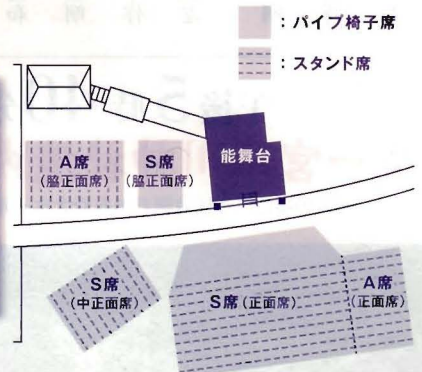 ：パイプ椅子席
：スタンド席
能舞台
A席
（脇正面席）
S席
（脇正面席）
S席
（中正面席）
S席（正面席）
A席
（正面席）